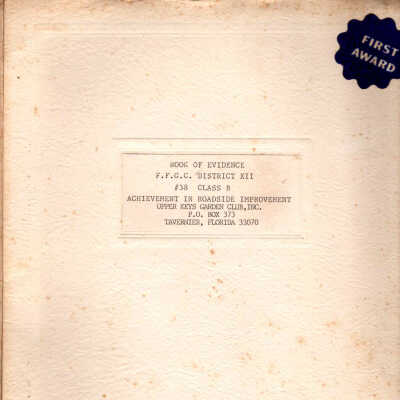 FIRST
AWARD
BOOK OF EVIDENCE
F.F.G.C. DISTRICT XII
#38 CLASS B
ACHIEVEMENT IN ROADSIDE IMPROVEMENT
UPPER KEYS GARDEN CLUB,INC.
P.O. BOX 373
TAVERNIER, FLORIDA 33070